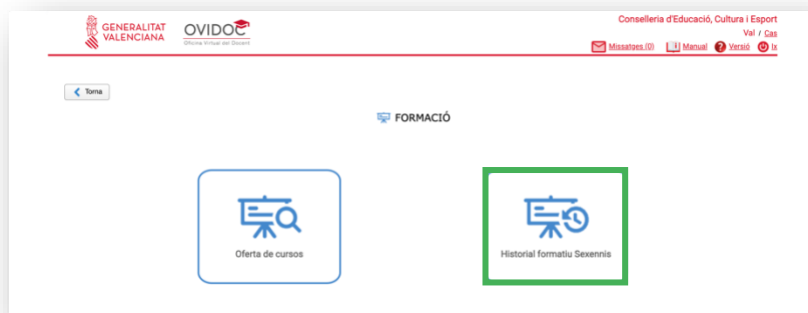 GENERALITAT
VALENCIANA
OVIDOC
Oficina Virtual del Docent
Conselleria d'Educació, Cultura i Esport
Val / Cas
Missatges (0) Manual Versió Ix
Torna
FORMACIÓ
Oferta de cursos
Historial formatiu Sexennis